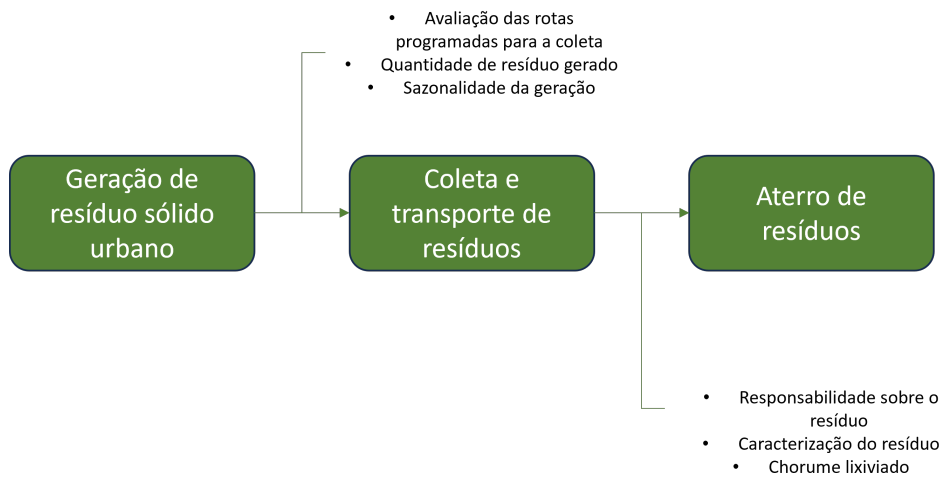 • Avaliação das rotas
programadas para a coleta
• Quantidade de resíduo gerado
• Sazonalidade da geração
Geração de
resíduo sólido
urbano
Coleta e
transporte de
resíduos
Aterro de
resíduos
• Responsabilidade sobre o
resíduo
• Caracterização do resíduo
• Chorume lixiviado